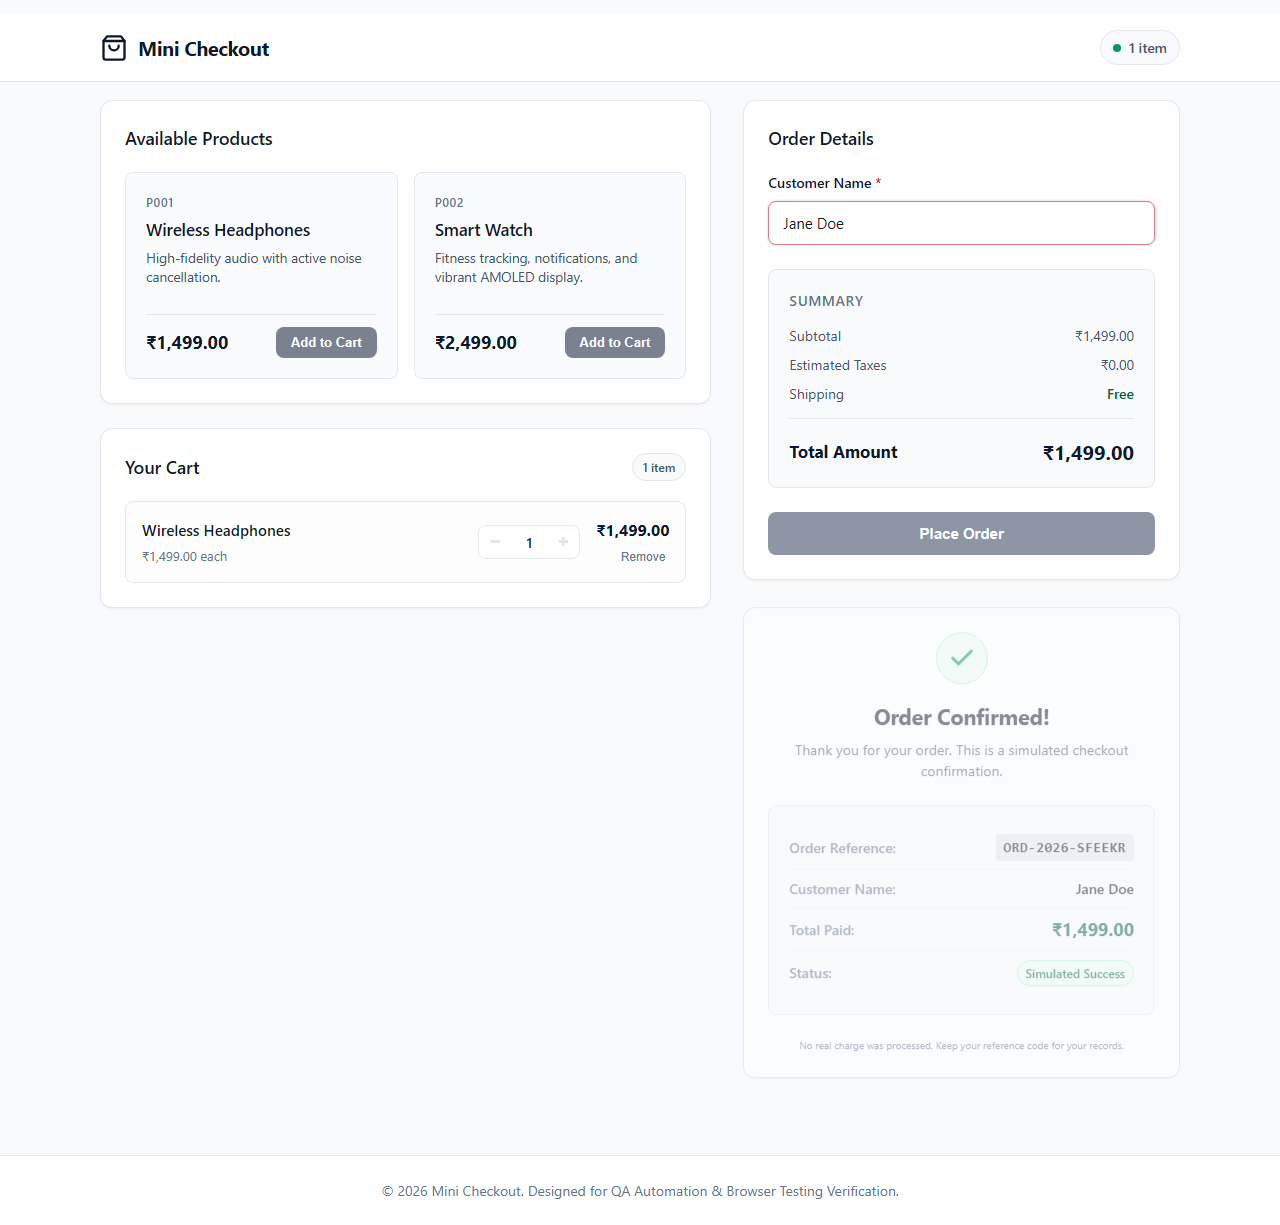 Mini Checkout
1 item
Available Products
P001
Wireless Headphones
High-fidelity audio with active noise
cancellation.
₹1,499.00
Add to Cart
P002
Smart Watch
Fitness tracking, notifications, and
vibrant AMOLED display.
₹2,499.00
Add to Cart
Your Cart
1 item
Wireless Headphones
₹1,499.00 each
− 1 +
₹1,499.00
Remove
Order Details
Customer Name *
Jane Doe
SUMMARY
Subtotal ₹1,499.00
Estimated Taxes ₹0.00
Shipping Free
Total Amount ₹1,499.00
Place Order
Order Confirmed!
Thank you for your order. This is a simulated checkout
confirmation.
Order Reference: ORD-2026-SFEEKR
Customer Name: Jane Doe
Total Paid: ₹1,499.00
Status: Simulated Success
No real charge was processed. Keep your reference code for your records.
© 2026 Mini Checkout. Designed for QA Automation & Browser Testing Verification.